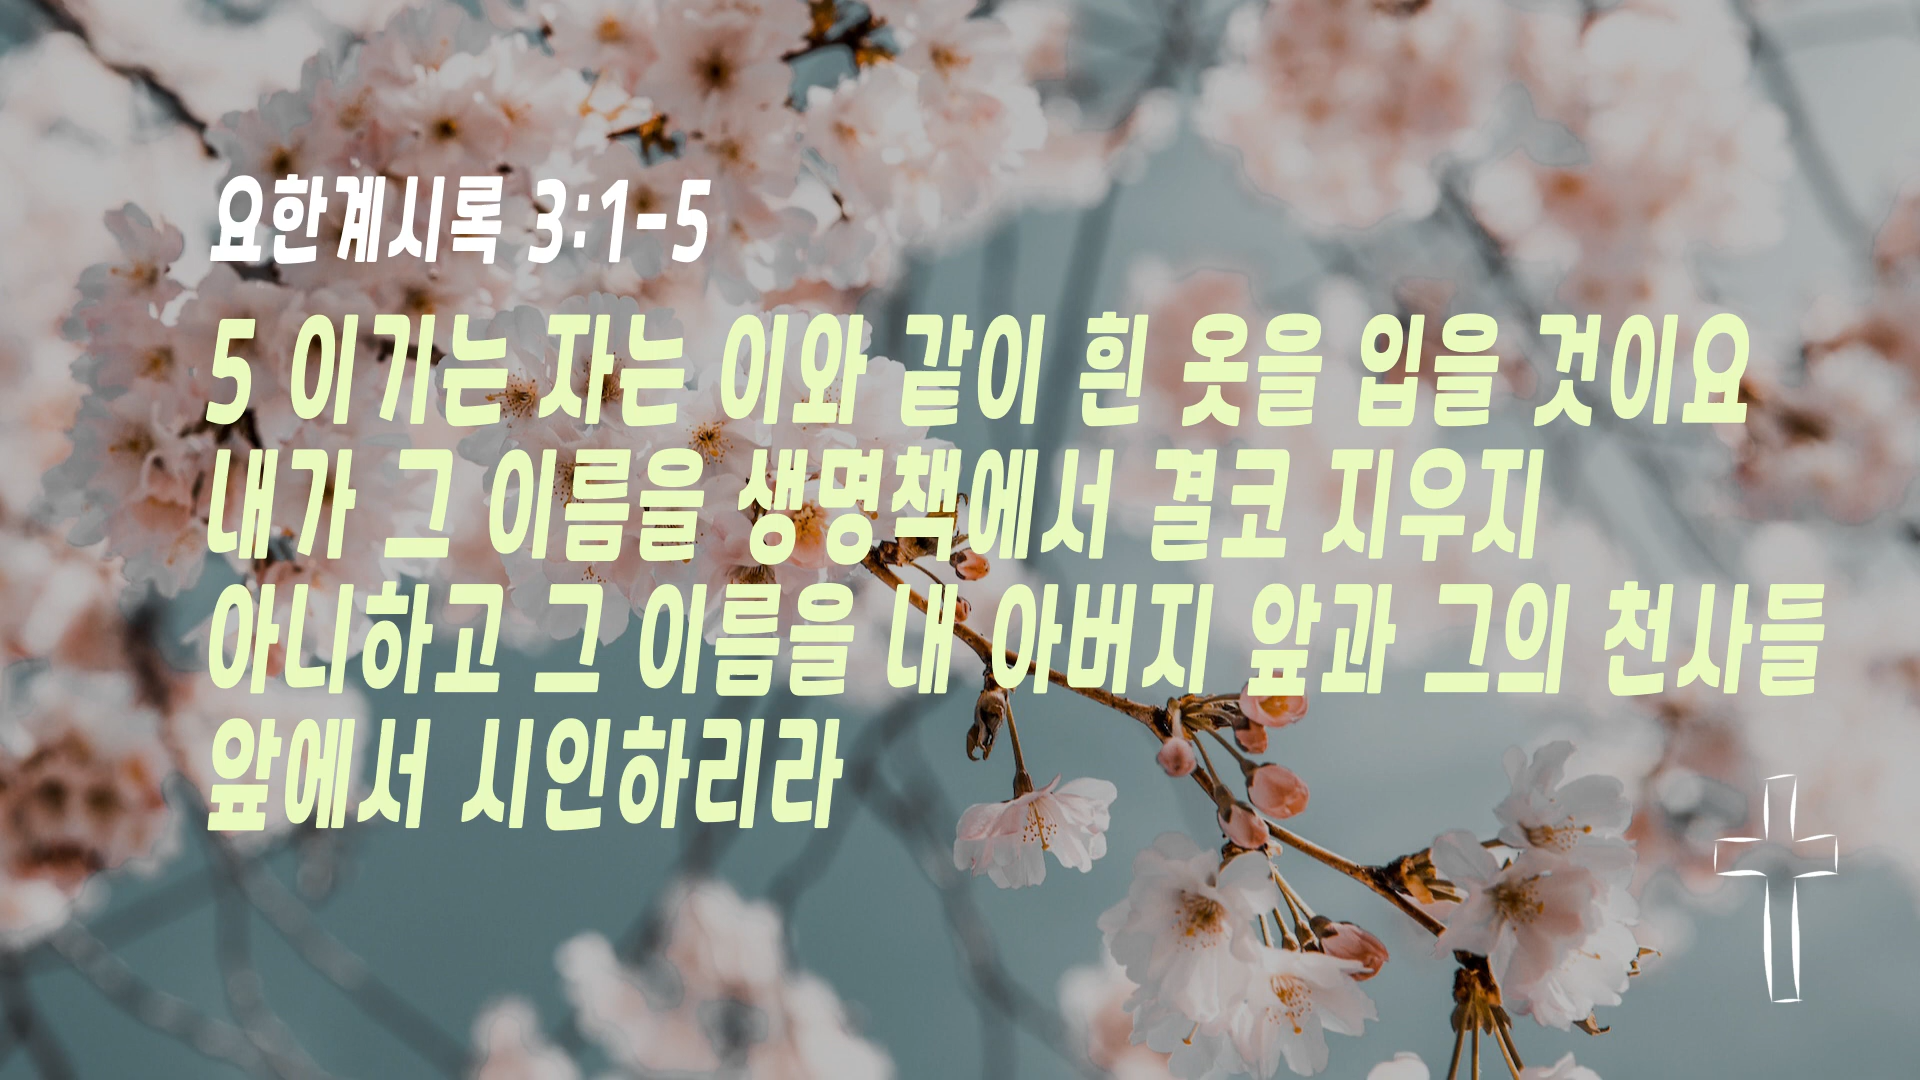 요한계시록 3:1-5
5 이기는 자는 이와 같이 흰 옷을 입을 것이요
내가 그 이름을 생명책에서 결코 지우지
아니하고 그 이름을 내 아버지 앞과 그의 천사들
앞에서 시인하리라